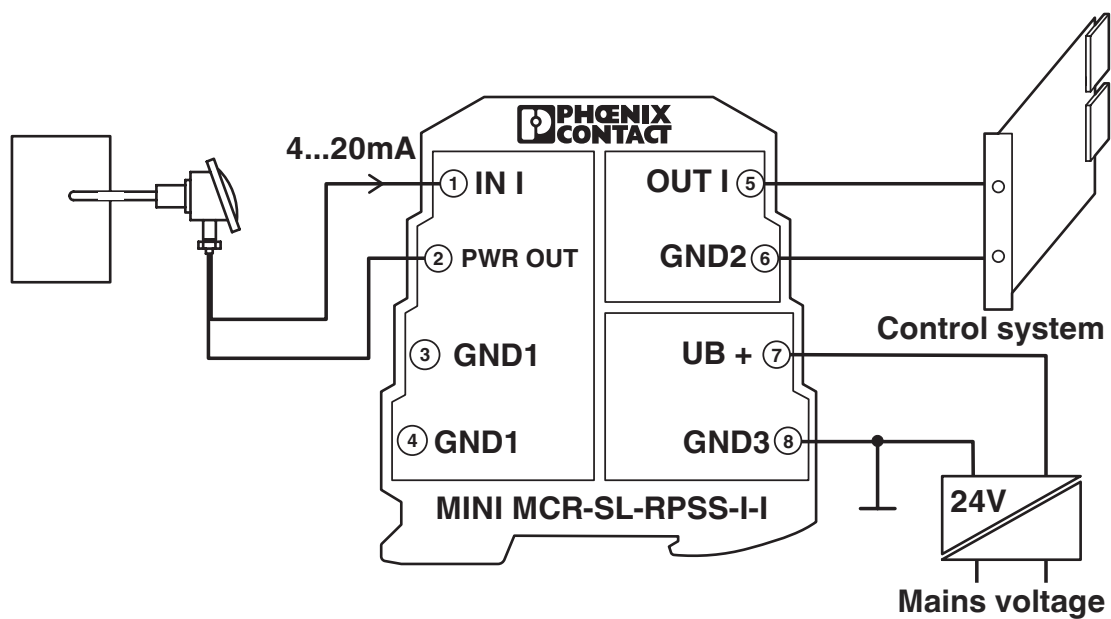 PHŒNIX
CONTACT
4...20mA
1 IN I
OUT I 5
2 PWR OUT
GND2 6
3 GND1
UB + 7
Control system
4 GND1
GND3 8
MINI MCR-SL-RPSS-I-I
24V
Mains voltage